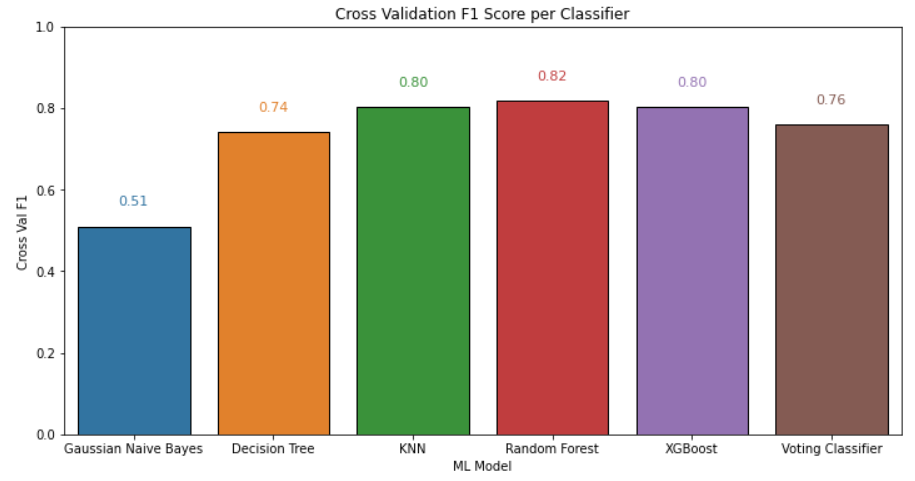 Cross Validation F1 Score per Classifier
1.0
0.8
0.6
0.4
0.2
0.0
Cross Val F1
0.51
0.74
0.80
0.82
0.80
0.76
Gaussian Naive Bayes
Decision Tree
KNN
Random Forest
XGBoost
Voting Classifier
ML Model